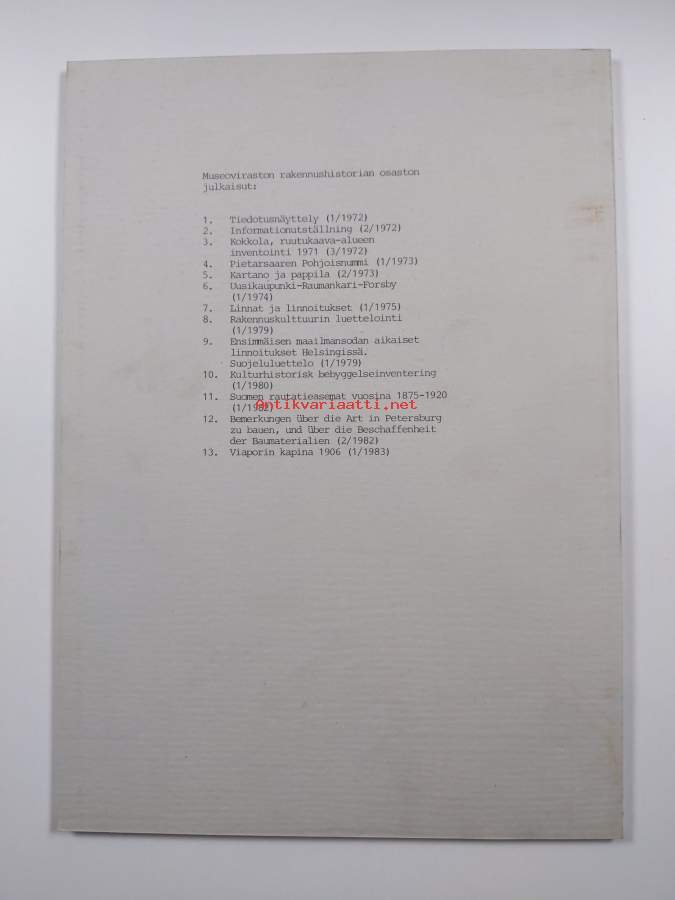 Museoviraston rakennushistorian osaston
julkaisut:
1. Tiedotusnäyttely (1/1972)
2. Informationutställning (2/1972)
3. Kokkola, ruutukaava-alueen
inventointi 1971 (3/1972)
4. Pietarsaaren Pohjoisnummi (1/1973)
5. Kartano ja pappila (2/1973)
6. Uusikaupunki-Raumankari-Forsby
(1/1974)
7. Linnat ja linnoitukset (1/1975)
8. Rakennuskulttuurin luettelointi
(1/1979)
9. Ensimmäisen maailmansodan aikaiset
linnoitukset Helsingissä.
Suojeluluettelo (1/1979)
10. Kulturhistorisk bebyggelseinventering
(1/1980)
11. Suomen rautatieasemat vuosina 1875-1920
(1/1982)
Antikvariaatti.net
12. Bemerkungen über die Art in Petersburg
zu bauen, und über die Beschaffenheit
der Baumaterialien (2/1982)
13. Viaporin kapina 1906 (1/1983)